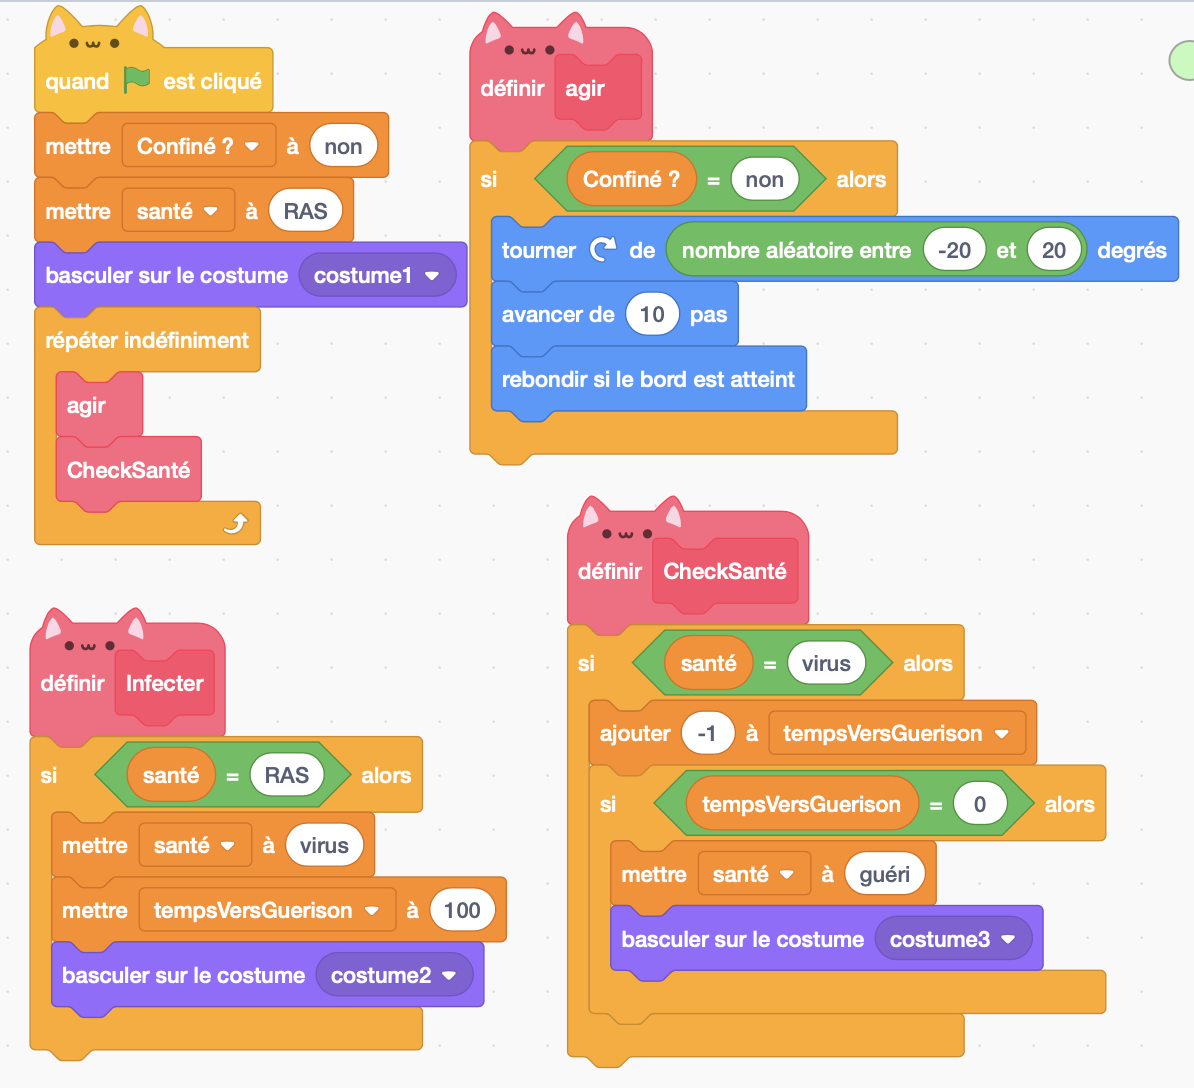 quand est cliqué
mettre Confiné ? à non
mettre santé à RAS
basculer sur le costume costume1
répéter indéfiniment
agir
CheckSanté
définir agir
si Confiné ? = non alors
tourner de nombre aléatoire entre -20 et 20 degrés
avancer de 10 pas
rebondir si le bord est atteint
définir Infecter
si santé = RAS alors
mettre santé à virus
mettre tempsVersGuerison à 100
basculer sur le costume costume2
définir CheckSanté
si santé = virus alors
ajouter -1 à tempsVersGuerison
si tempsVersGuerison = 0 alors
mettre santé à guéri
basculer sur le costume costume3